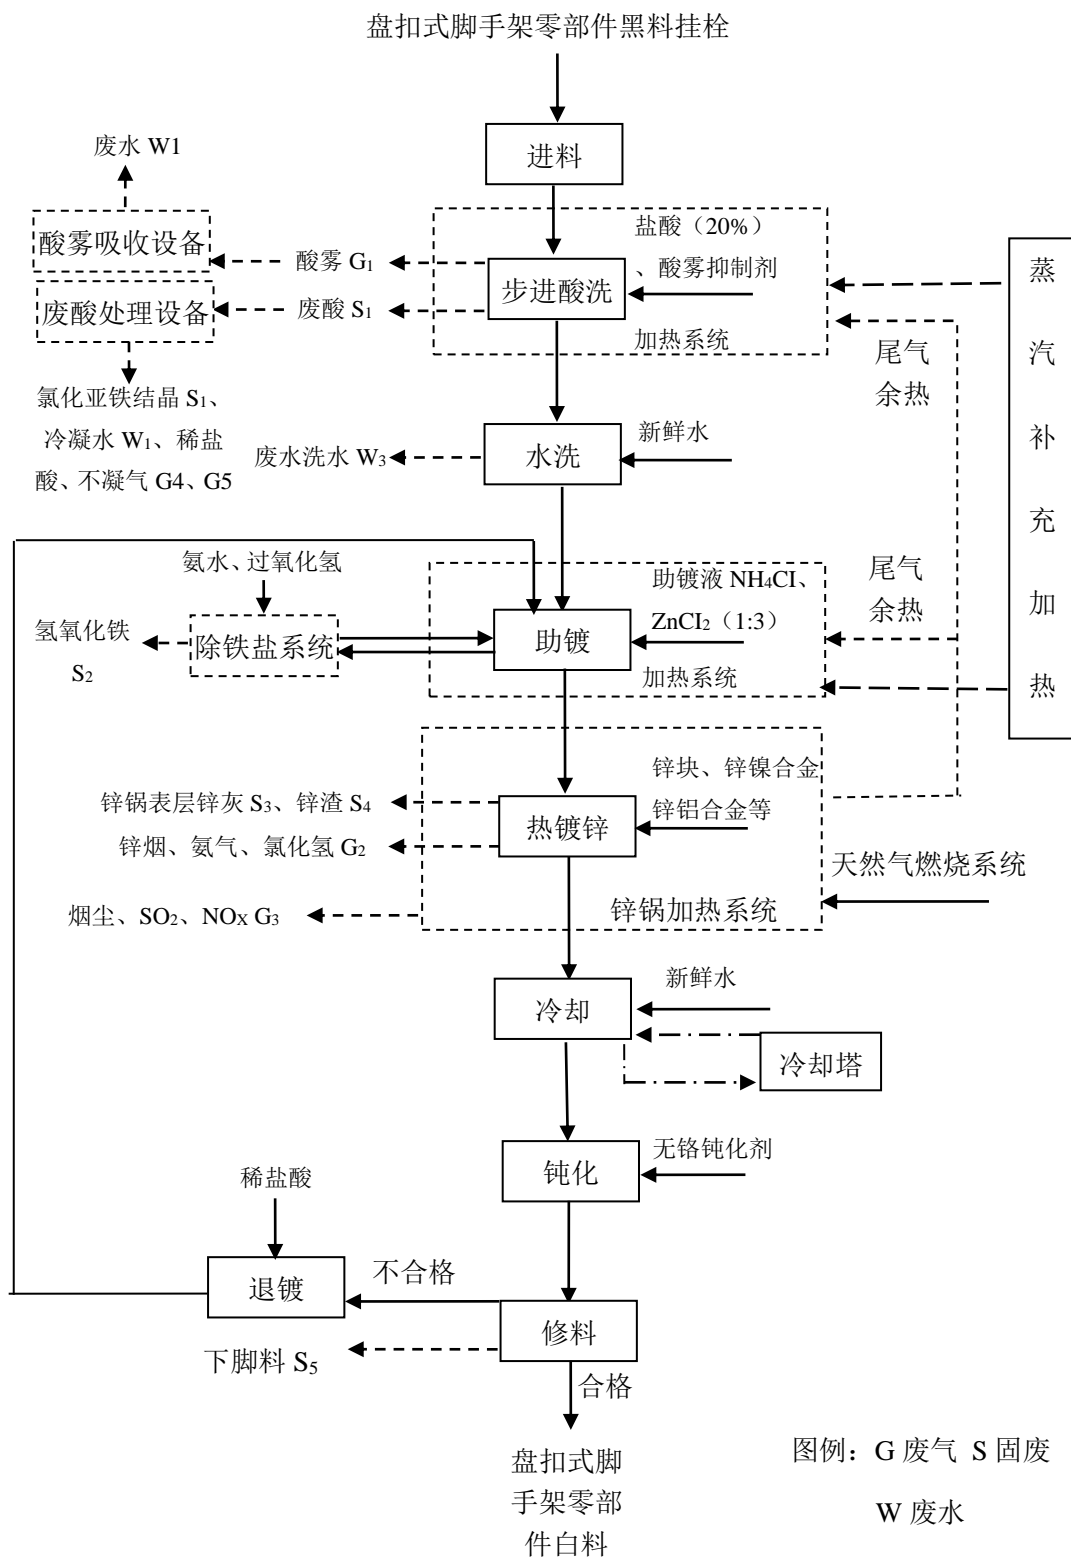 盘扣式脚手架零部件黑料挂栓
进料
废水 W1
酸雾吸收设备
盐酸（20%）
、酸雾抑制剂
酸雾 G₁
步进酸洗
废酸处理设备
废酸 S₁
加热系统
蒸
汽
补
充
加
热
尾气
余热
氯化亚铁结晶 S₁、
冷凝水 W₁、稀盐
酸、不凝气 G4、G5
废水洗水 W₃
水洗
新鲜水
氨水、过氧化氢
助镀液 NH₄CI、
ZnCI₂（1:3）
尾气
余热
氢氧化铁
S₂
除铁盐系统
助镀
加热系统
锌块、锌镍合金
锌铝合金等
锌锅表层锌灰 S₃、锌渣 S₄
热镀锌
锌烟、氨气、氯化氢 G₂
天然气燃烧系统
烟尘、SO₂、NOx G₃
锌锅加热系统
冷却
新鲜水
冷却塔
钝化
无铬钝化剂
稀盐酸
退镀
不合格
修料
下脚料 S₅
合格
盘扣式脚
手架零部
件白料
图例：G 废气 S 固废
W 废水